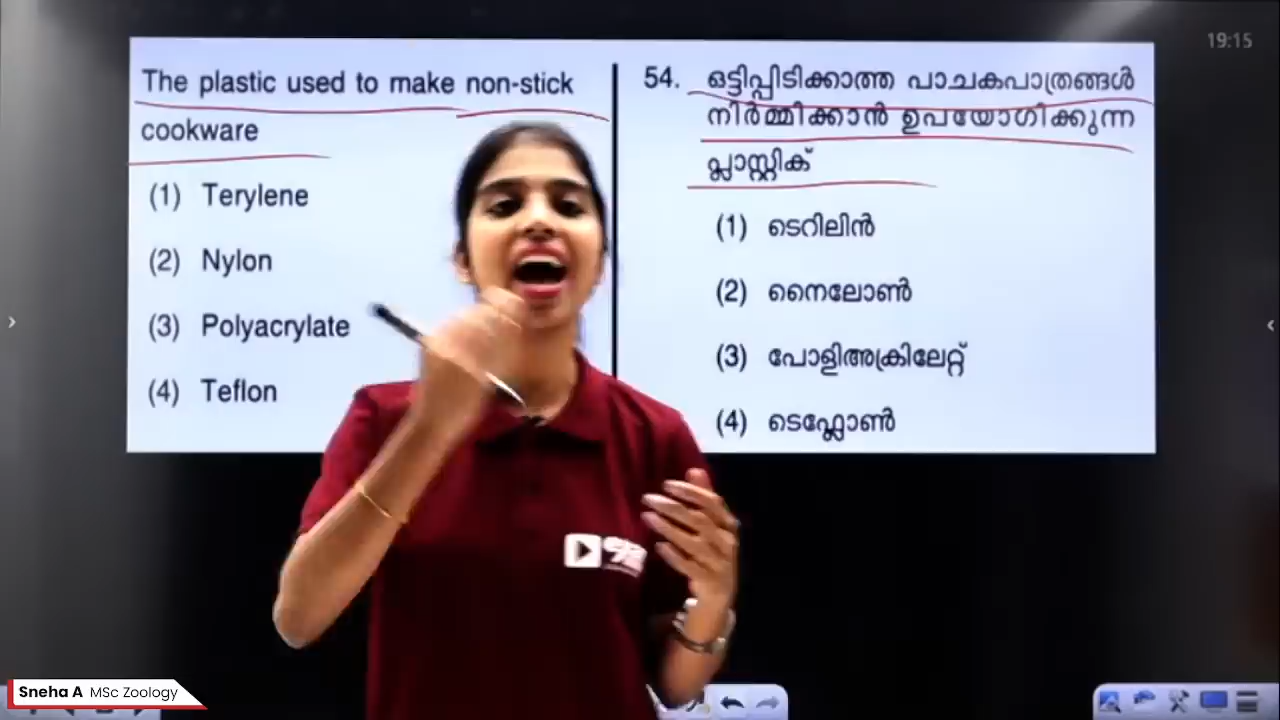 19:15
The plastic used to make non-stick
cookware
(1) Terylene
(2) Nylon
(3) Polyacrylate
(4) Teflon
54. ഒട്ടിപ്പിടിക്കാത്ത പാചകപാത്രങ്ങൾ
നിർമ്മിക്കാൻ ഉപയോഗിക്കുന്ന
പ്ലാസ്റ്റിക്
(1) ടെറിലിൻ
(2) നൈലോൺ
(3) പോളിഅക്രിലേറ്റ്
(4) ടെഫ്ലോൺ
Sneha A MSc Zoology